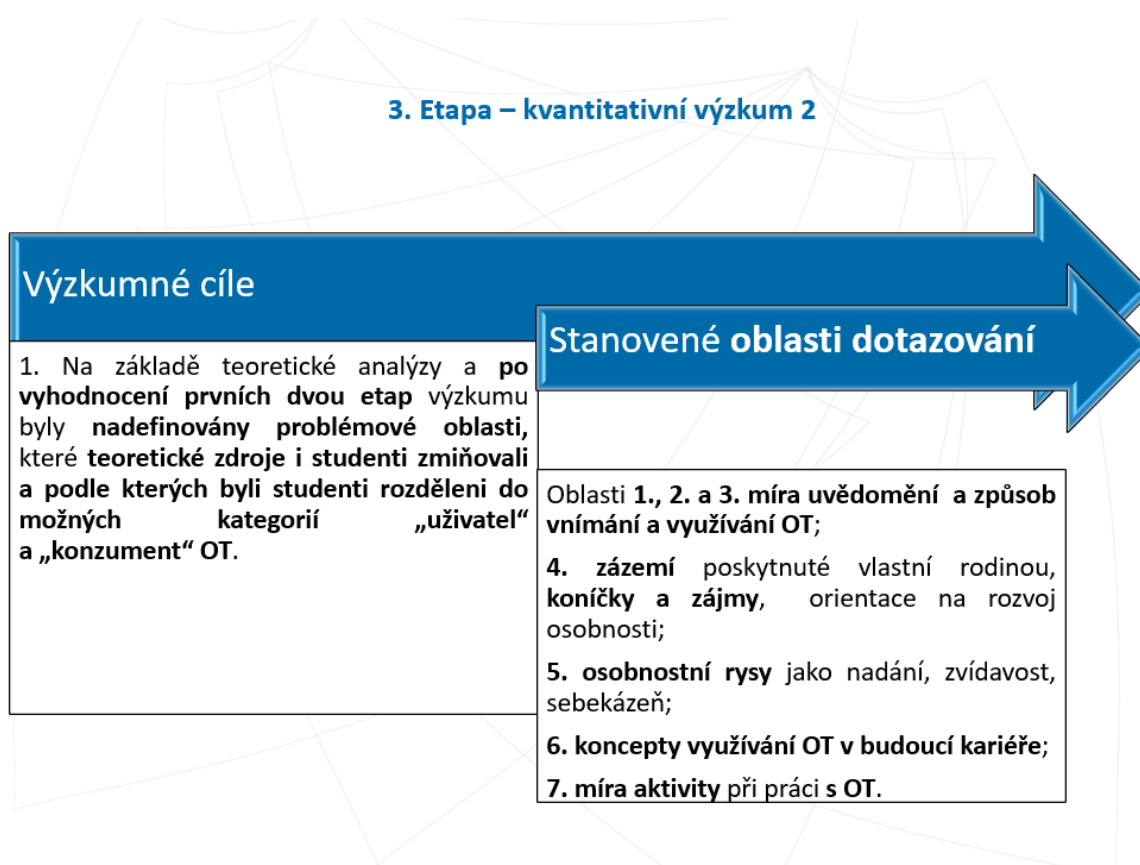 3. Etapa – kvantitativní výzkum 2
Výzkumné cíle
1. Na základě teoretické analýzy a po
vyhodnocení prvních dvou etap výzkumu
byly nadefinovány problémové oblasti,
které teoretické zdroje i studenti zmiňovali
a podle kterých byli studenti rozděleni do
možných kategorií „uživatel“
a „konzument“ OT.
Stanovené oblasti dotazování
Oblasti 1., 2. a 3. míra uvědomění a způsob
vnímání a využívání OT;
4. zázemí poskytnuté vlastní rodinou,
koníčky a zájmy, orientace na rozvoj
osobnosti;
5. osobnostní rysy jako nadání, zvídavost,
sebekázeň;
6. koncepty využívání OT v budoucí kariéře;
7. míra aktivity při práci s OT.